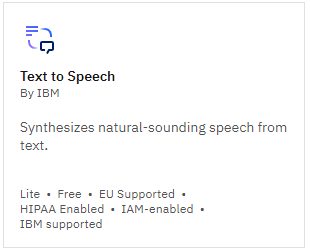 Text to Speech
By IBM
Synthesizes natural-sounding speech from
text.
Lite • Free • EU Supported •
HIPAA Enabled • IAM-enabled •
IBM supported